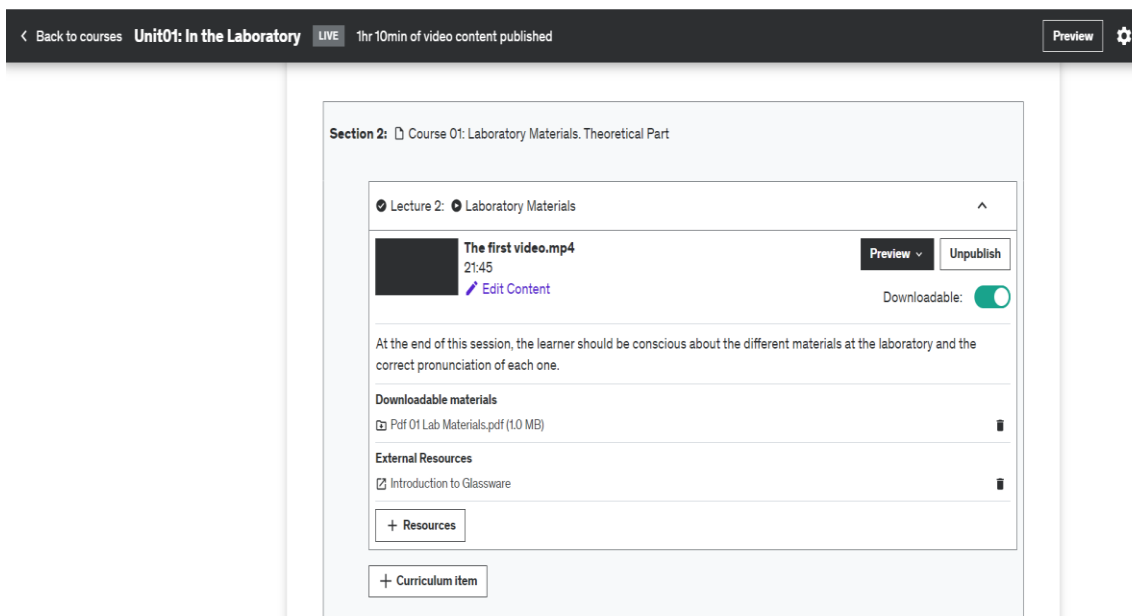 Back to courses Unit01: In the Laboratory LIVE 1hr 10min of video content published Preview
Section 2: Course 01: Laboratory Materials. Theoretical Part
Lecture 2: Laboratory Materials
The first video.mp4
21:45
Edit Content
Preview Unpublish
Downloadable:
At the end of this session, the learner should be conscious about the different materials at the laboratory and the
correct pronunciation of each one.
Downloadable materials
Pdf 01 Lab Materials.pdf (1.0 MB)
External Resources
Introduction to Glassware
+ Resources
+ Curriculum item